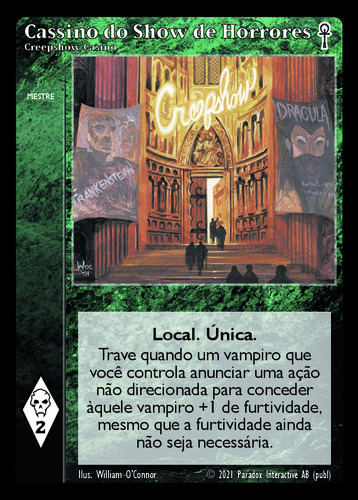 Cassino do Show de Horrores
Creepshow Casino
MESTRE
Creepshow
FRANKENSTEIN
DRACULA
Woc
Local. Única.
Trave quando um vampiro que
você controla anunciar uma ação
não direcionada para conceder
àquele vampiro +1 de furtividade,
mesmo que a furtividade ainda
não seja necessária.
2
Ilus. William O'Connor © 2021 Paradox Interactive AB (publ)